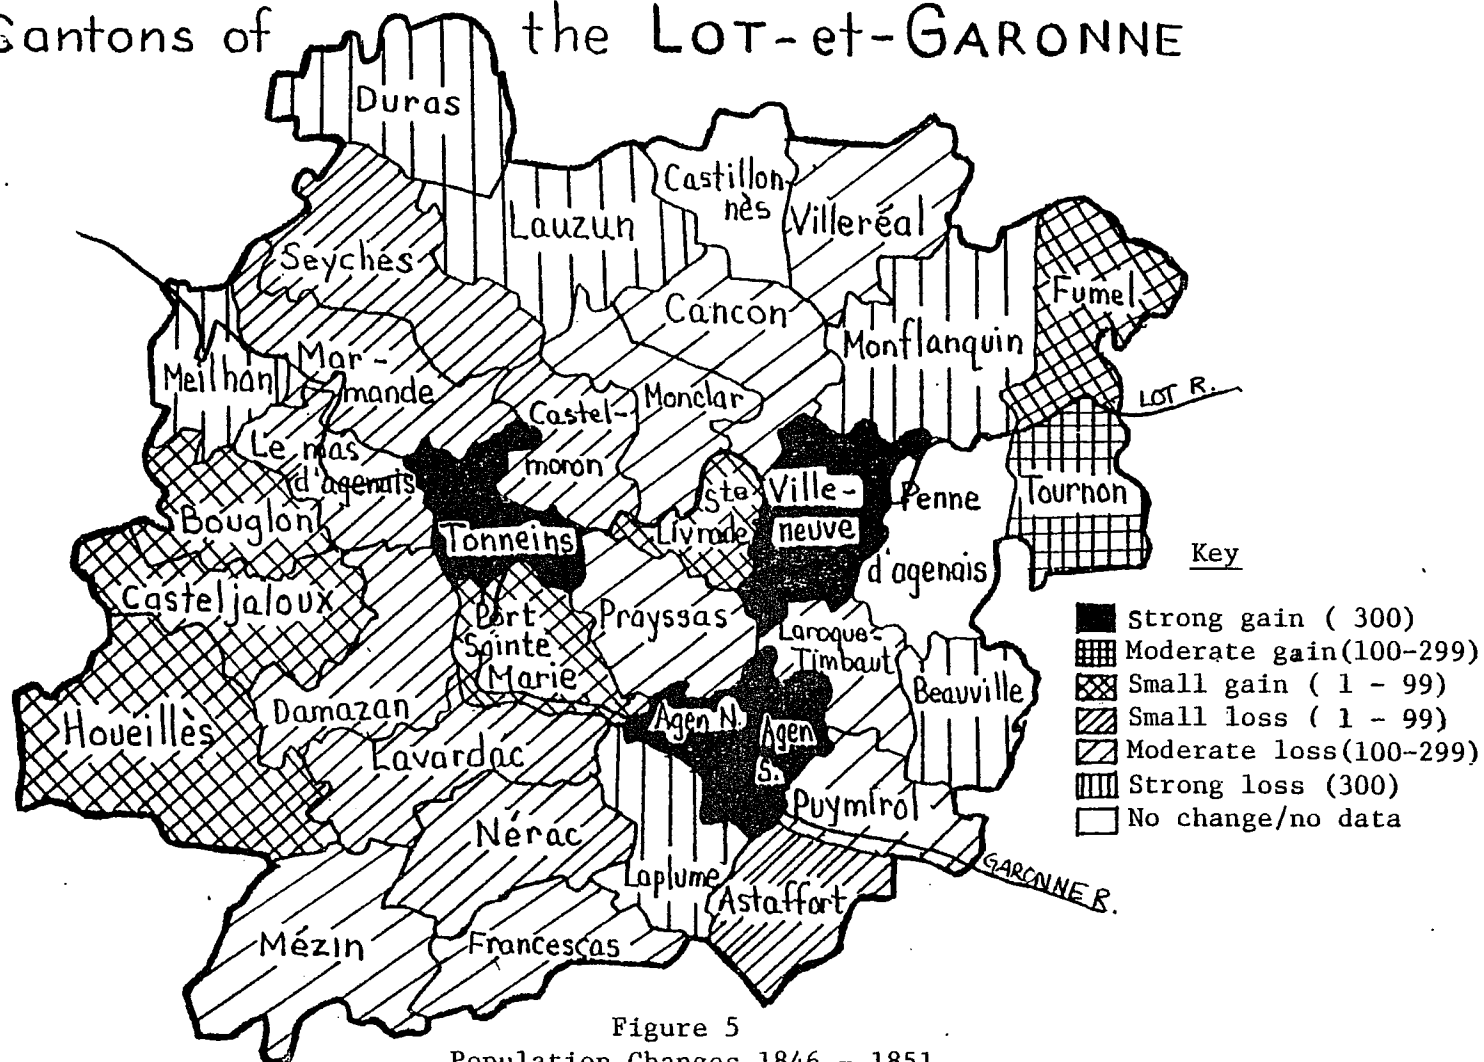 Cantons of the LOT-et-GARONNE
Duras
Castillon-
nès
Villeréal
Lauzun
Seyches
Fumel
Cancon
Monflanquin
Mar-
mande
Meilhan
LOT R.
Monclar
Castel-
moron
Le mas
d'agenais
Ste
Livrade
Ville-
neuve
Penne
d'agenais
Tournon
Bouglon
Tonneins
Casteljaloux
Port
Sainte
Marie
Prayssas
Laroque-
Timbaut
Beauville
Houeillès
Damazan
Agen N.
Agen
S.
Lavardac
Puymirol
Nérac
Laplume
Astaffort
GARONNE R.
Mézin
Francescas
Key
Strong gain ( 300)
Moderate gain(100-299)
Small gain ( 1 - 99)
Small loss ( 1 - 99)
Moderate loss(100-299)
Strong loss (300)
No change/no data
Figure 5
Population Changes 1846 - 1851